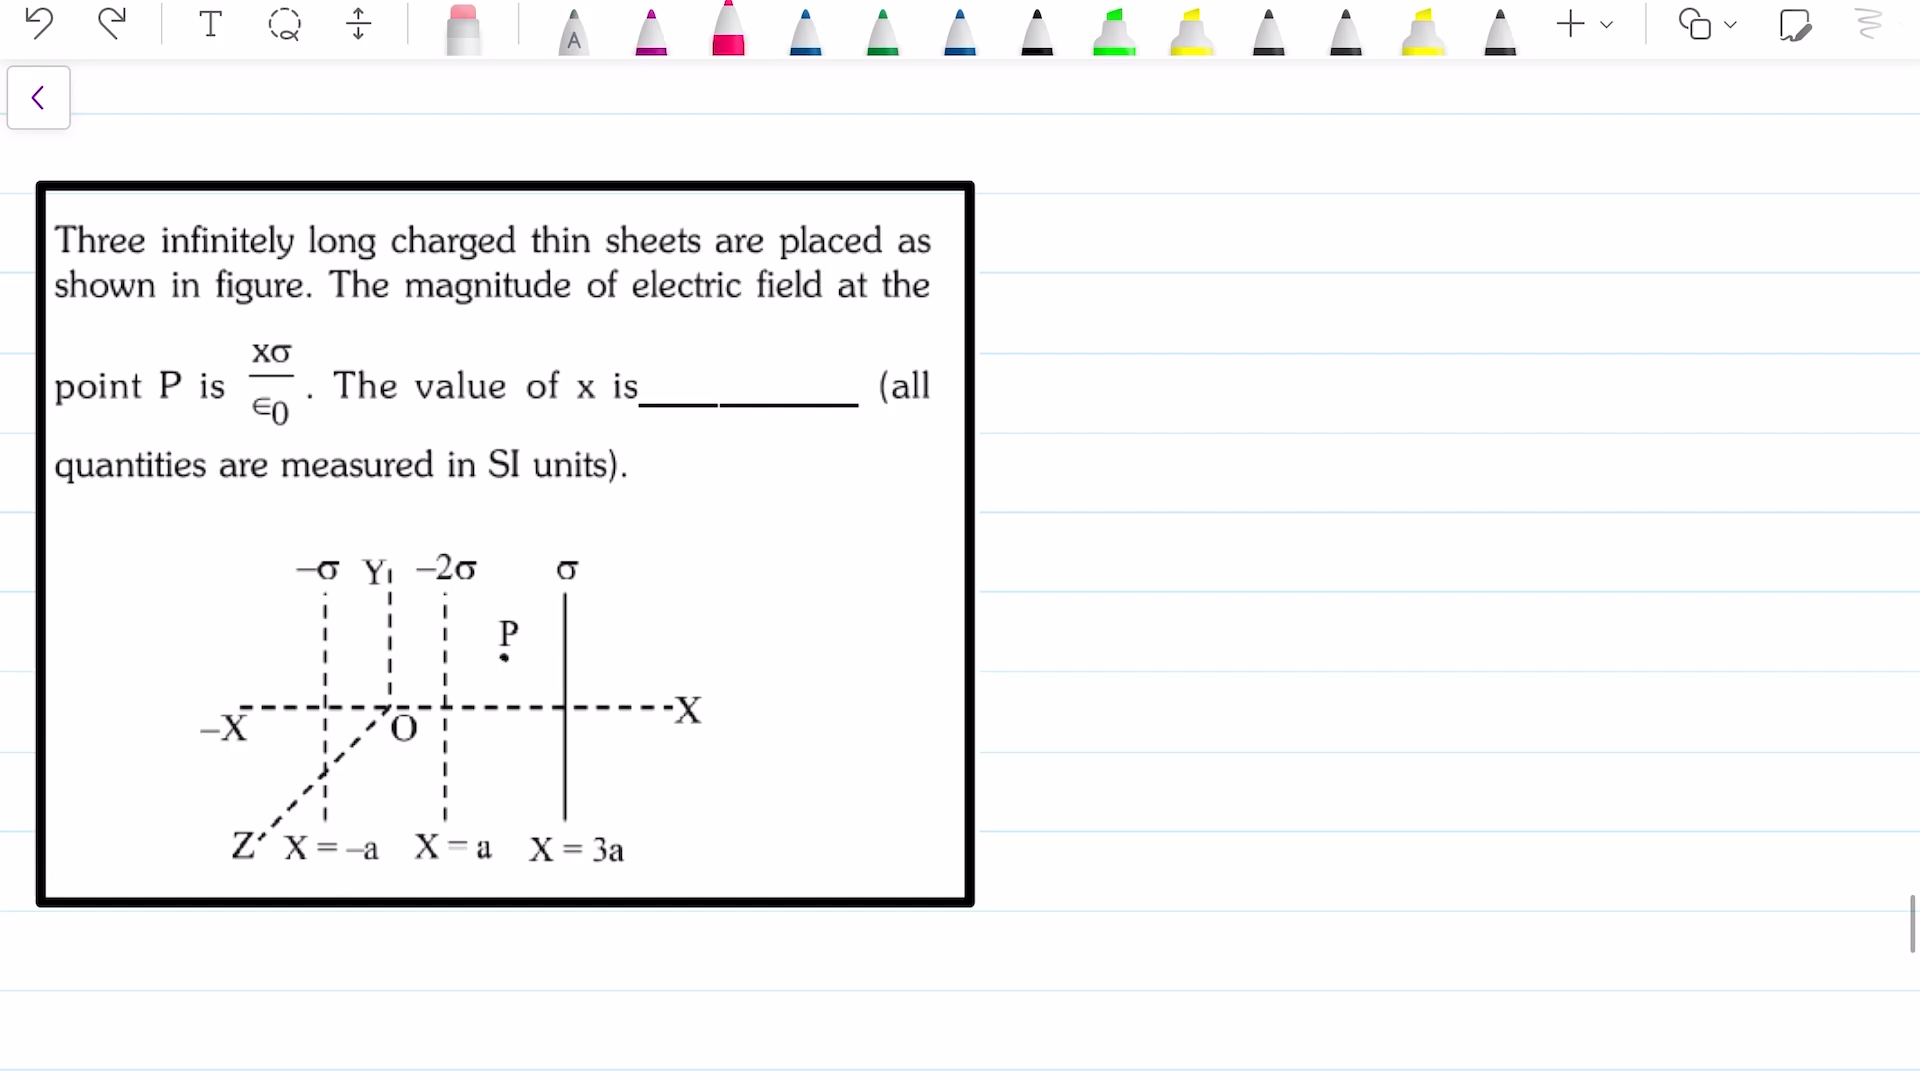 T
A
Three infinitely long charged thin sheets are placed as
shown in figure. The magnitude of electric field at the
point P is xσ/∈0 . The value of x is____________ (all
quantities are measured in SI units).
–σ Y –2σ σ
P
–X O X
Z X = –a X = a X = 3a